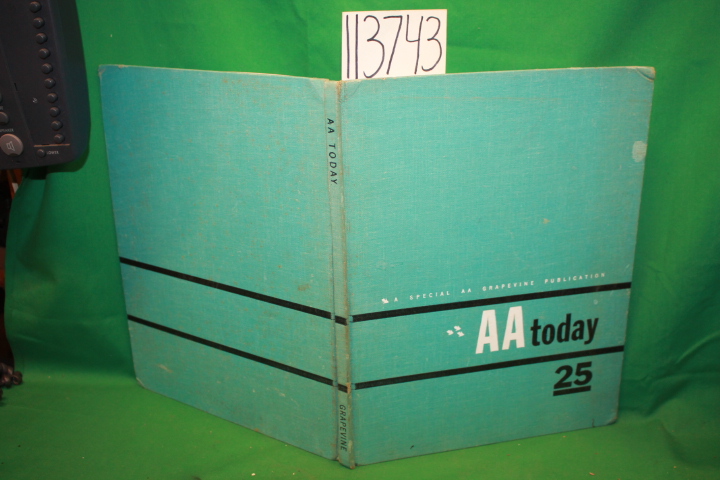 113743
AA TODAY
GRAPEVINE
A SPECIAL AA GRAPEVINE PUBLICATION
AA today
25